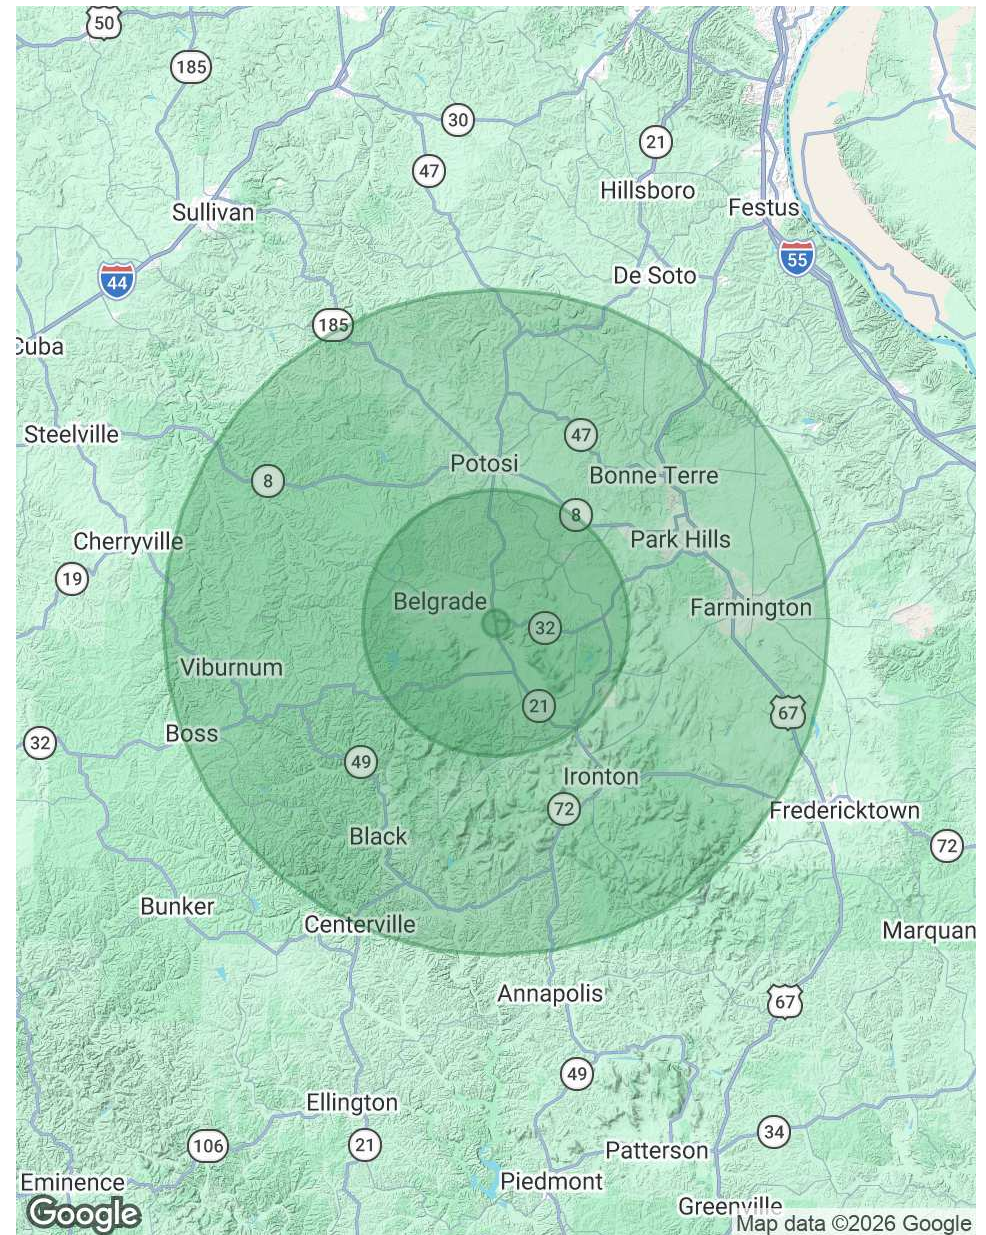 50
185
30
21
47
Hillsboro
Sullivan
Festus
55
De Soto
44
185
Cuba
Steelville
47
Potosi
8
Bonne Terre
8
Cherryville
Park Hills
19
Belgrade
Farmington
32
Viburnum
21
67
Boss
32
49
Ironton
72
Fredericktown
Black
72
Bunker
Centerville
Marquan
Annapolis
67
49
Ellington
34
106
21
Patterson
Eminence
Piedmont
Greenville
Google
Map data ©2026 Google